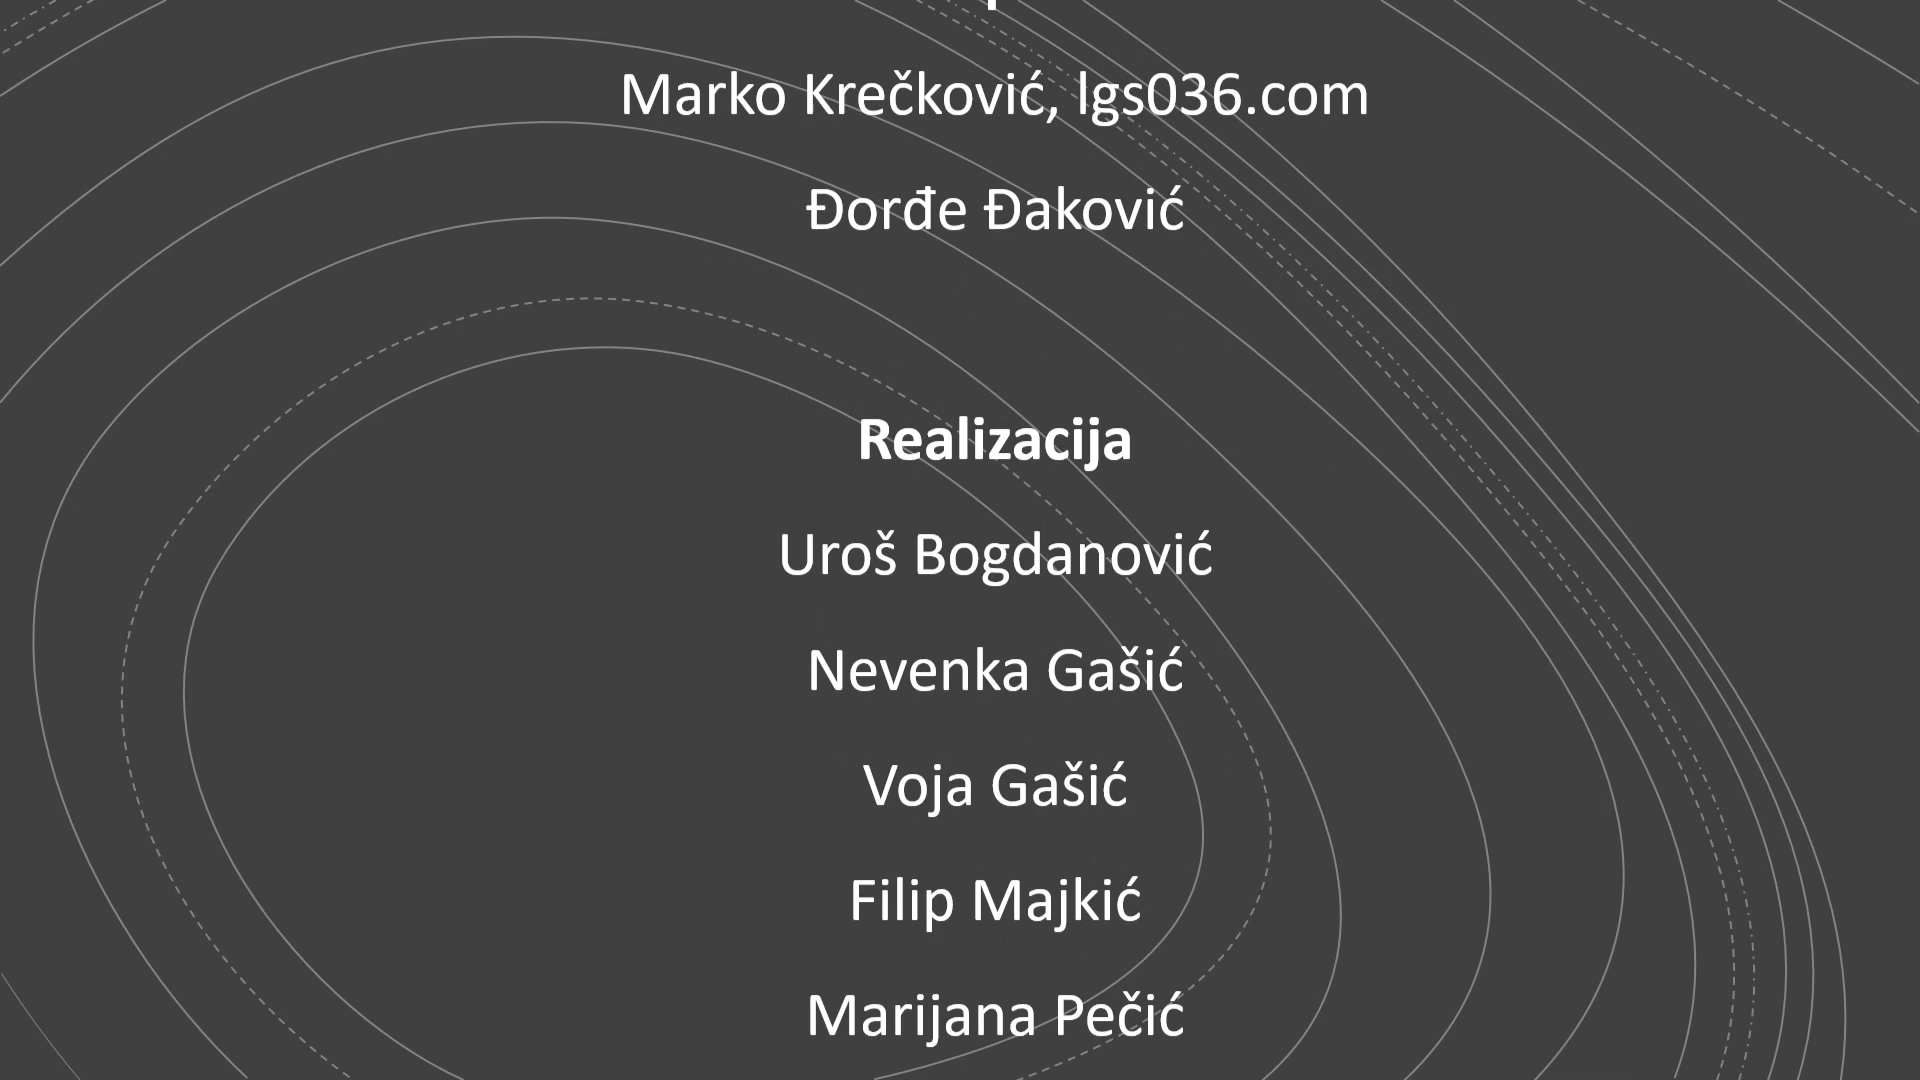 Marko Krečković, lgs036.com
Đorđe Đaković
Realizacija
Uroš Bogdanović
Nevenka Gašić
Voja Gašić
Filip Majkić
Marijana Pečić